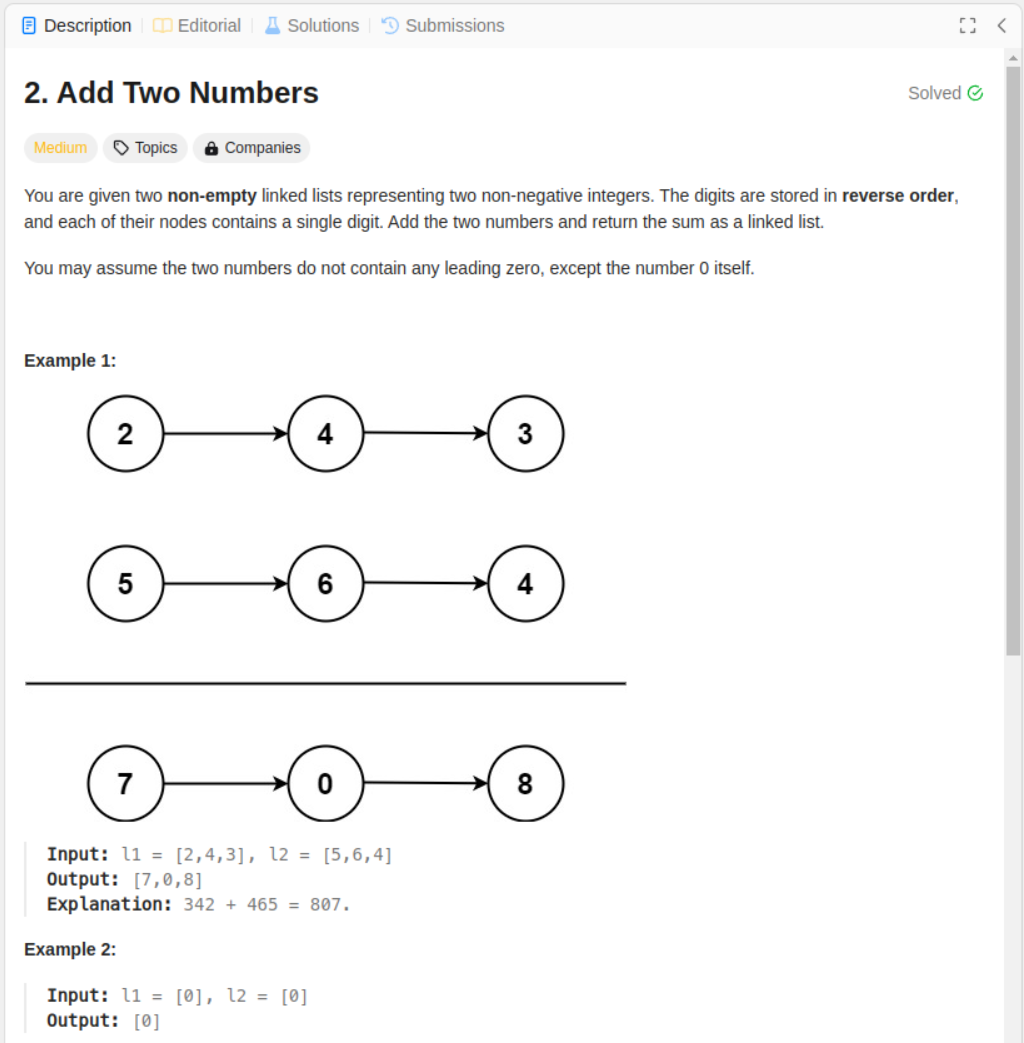 Description Editorial Solutions Submissions
2. Add Two Numbers
Solved
Medium Topics Companies
You are given two non-empty linked lists representing two non-negative integers. The digits are stored in reverse order,
and each of their nodes contains a single digit. Add the two numbers and return the sum as a linked list.
You may assume the two numbers do not contain any leading zero, except the number 0 itself.
Example 1:
2 4 3
5 6 4
7 0 8
Input: l1 = [2,4,3], l2 = [5,6,4]
Output: [7,0,8]
Explanation: 342 + 465 = 807.
Example 2:
Input: l1 = [0], l2 = [0]
Output: [0]